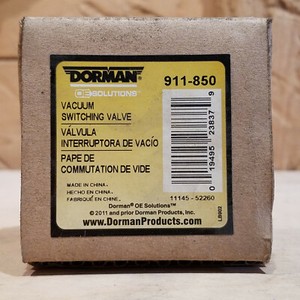 DORMAN®
OE SOLUTIONS™
911-850
VACUUM
SWITCHING VALVE
VÁLVULA
INTERRUPTORA DE VACÍO
PAPE DE
COMMUTATION DE VIDE
MADE IN CHINA.
HECHO EN CHINA.
FABRIQUÉ EN CHINE.
11145 - 52260
Dorman® OE Solutions™
© 2011 and prior Dorman Products, Inc.
www.DormanProducts.com
0 19495 23837 9